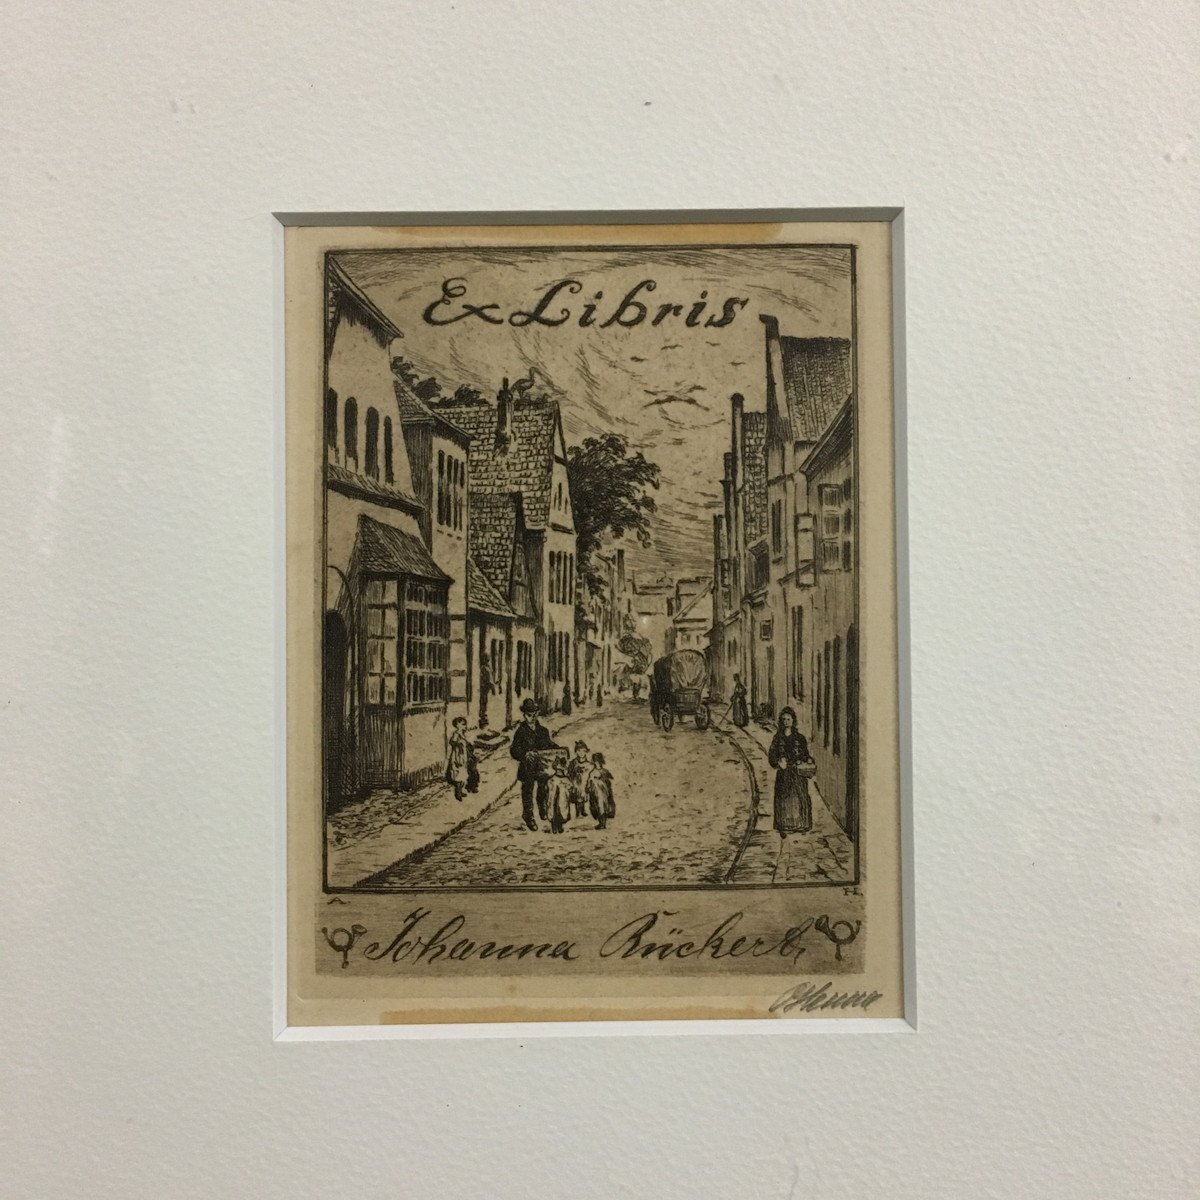 Ex Libris
A H
Johanna Rückert